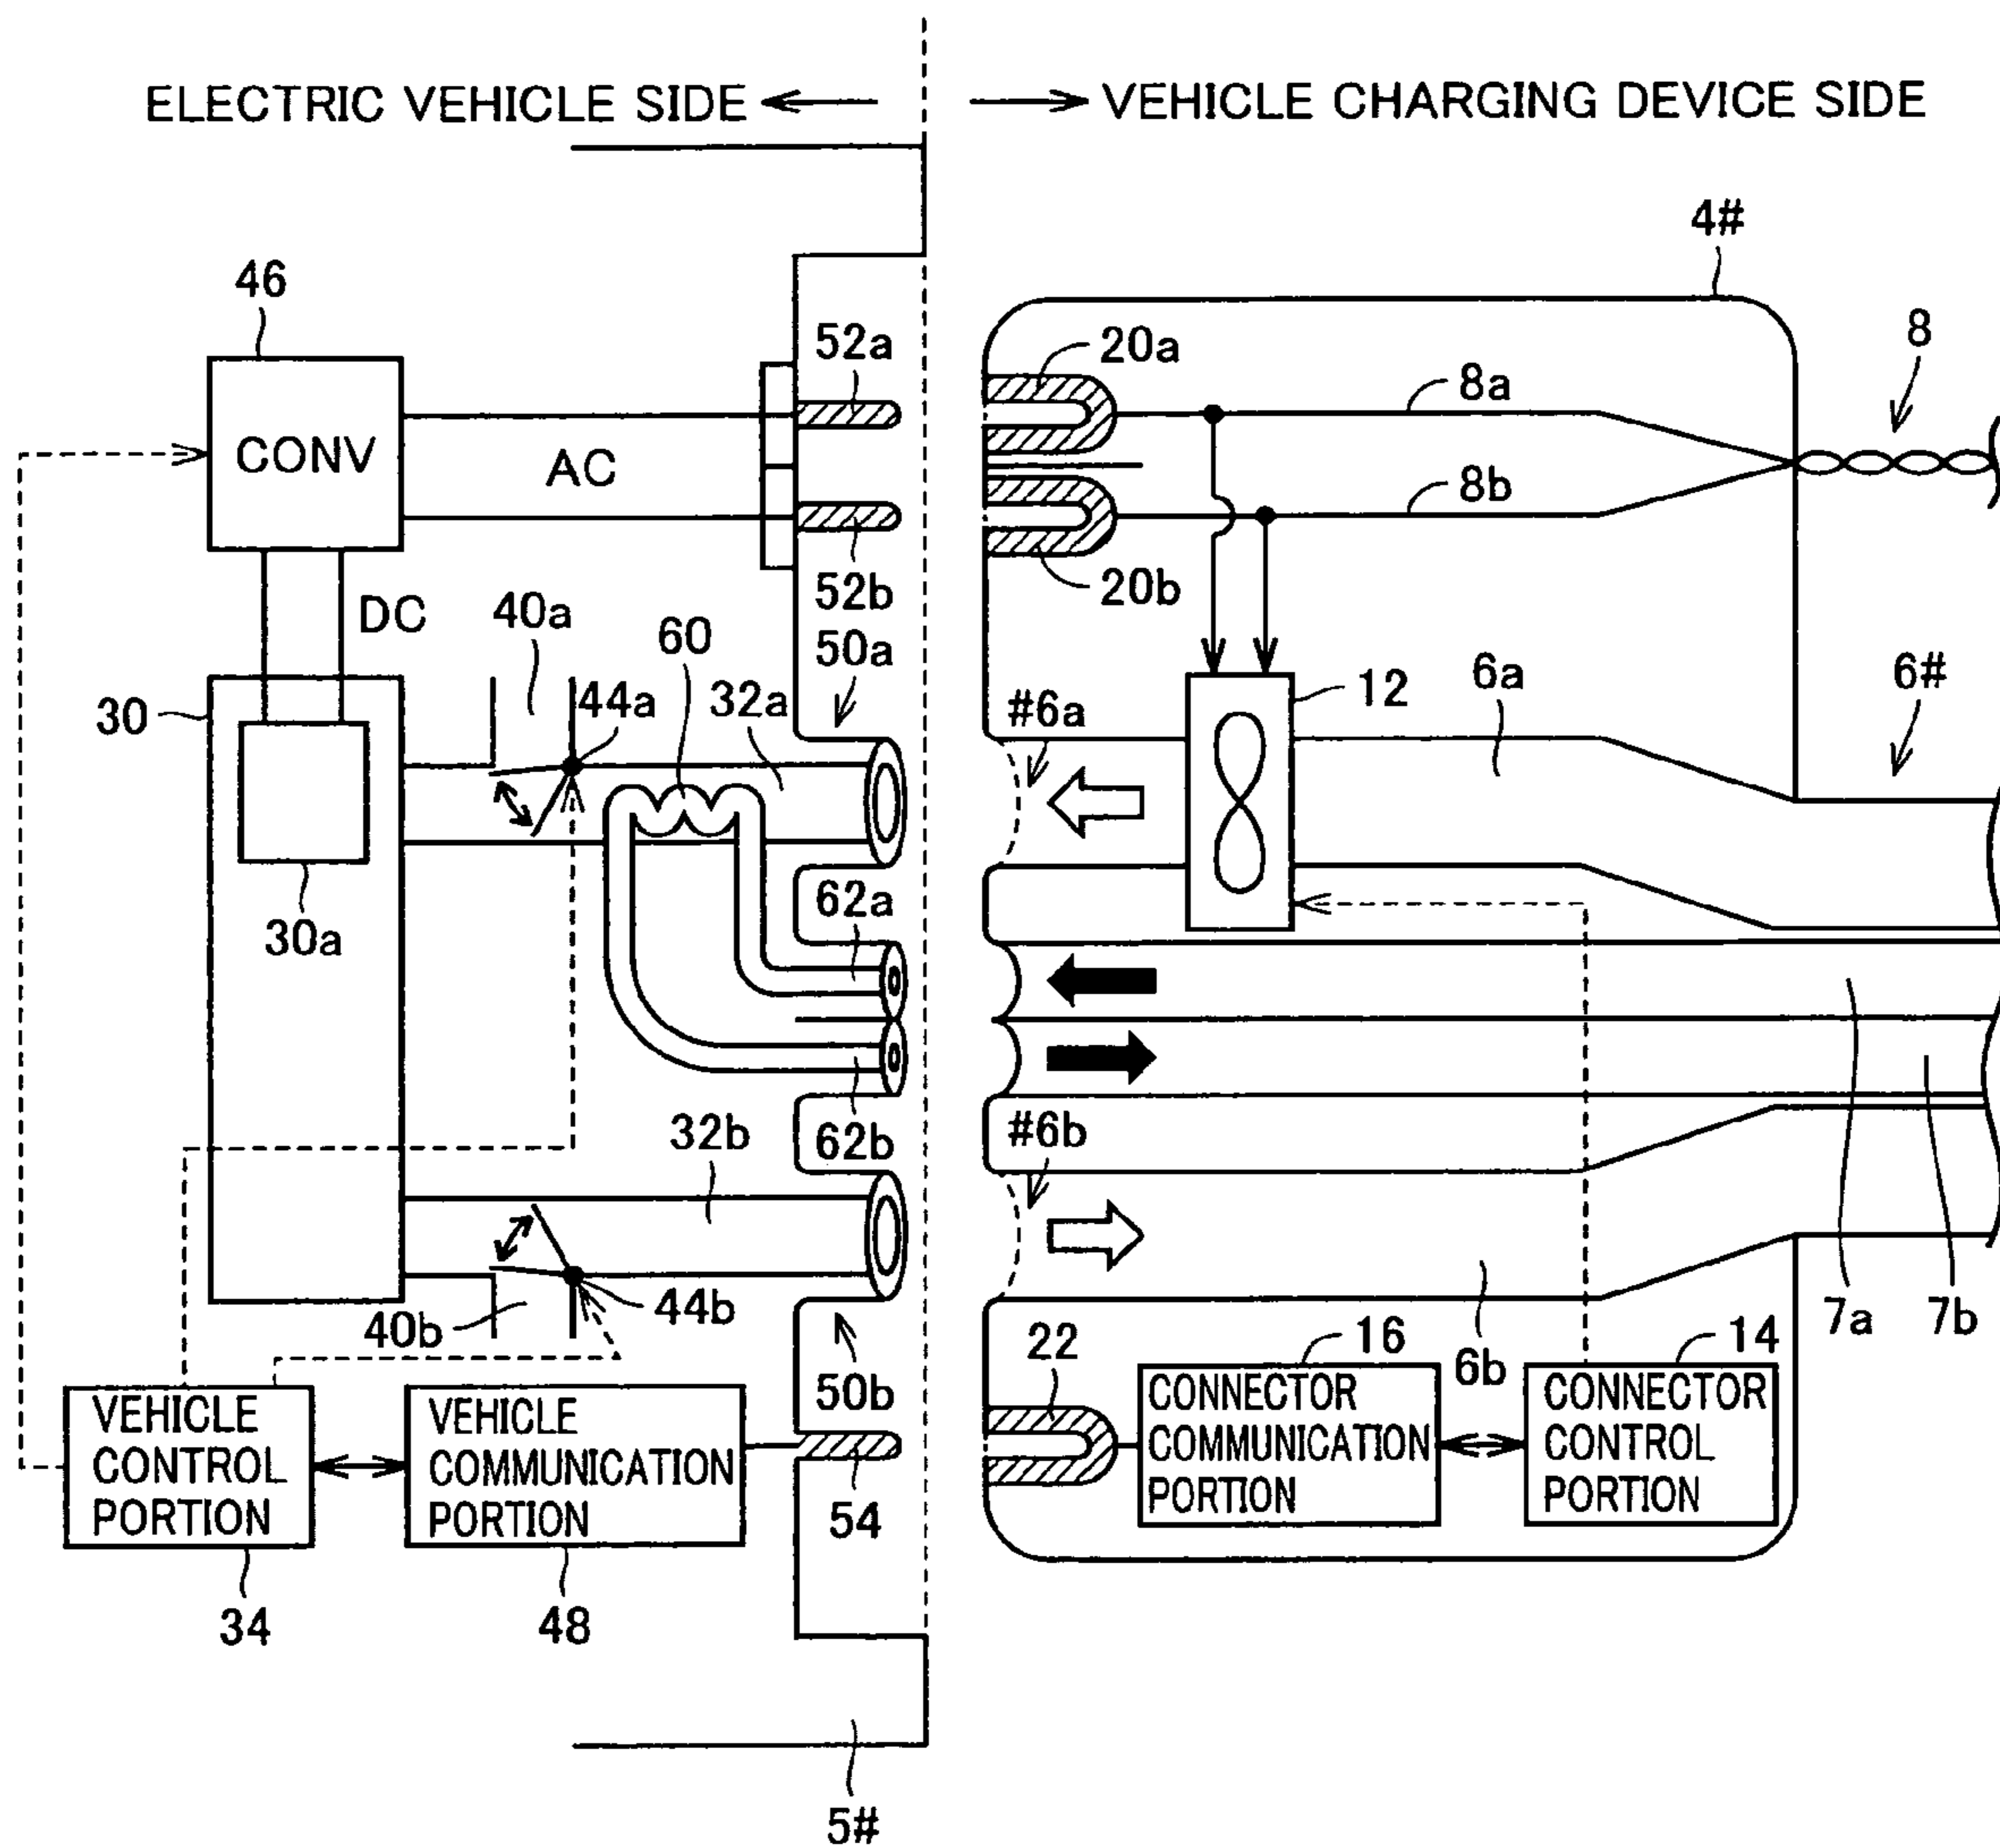 ELECTRIC VEHICLE SIDE
VEHICLE CHARGING DEVICE SIDE
4#
46
52a
20a
8a
8
CONV
AC
8b
52b
20b
DC
40a
60
50a
30
44a
32a
#6a
12
6a
6#
62a
30a
32b
62b
#6b
44b
40b
7a
7b
50b
22
16
6b
14
VEHICLE
CONTROL
PORTION
VEHICLE
COMMUNICATION
PORTION
CONNECTOR
COMMUNICATION
PORTION
CONNECTOR
CONTROL
PORTION
54
34
48
5#